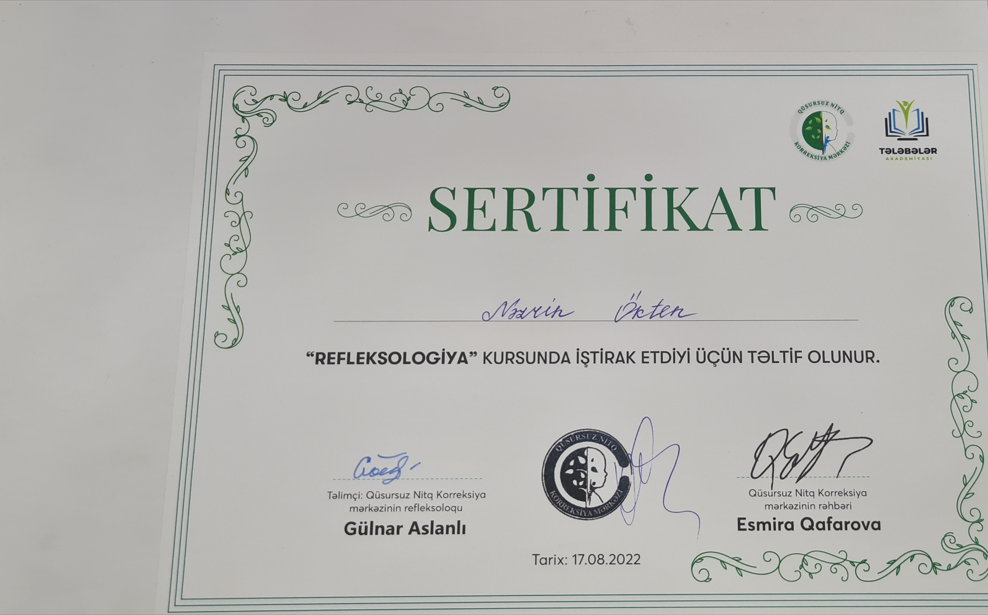 QÜSURSUZ NİTQ
KORREKSİYA MƏRKƏZİ
TƏLƏBƏLƏR
AKADEMİYASI
SERTİFİKAT
Nərin Ökten
“REFLEKSOLOGİYA” KURSUNDA İŞTİRAK ETDİYİ ÜÇÜN TƏLTİF OLUNUR.
Təlimçi: Qüsursuz Nitq Korreksiya
mərkəzinin refleksoloqu
Gülnar Aslanlı
QÜSURSUZ NİTQ
KORREKSİYA MƏRKƏZİ
Qüsursuz Nitq Korreksiya
mərkəzinin rəhbəri
Esmira Qafarova
Tarix: 17.08.2022